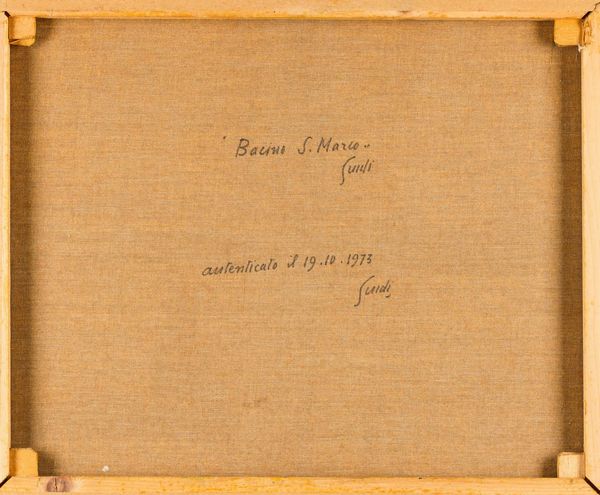 "Bacino S. Marco"
Guidi
autenticato il 19.10.1973
Guidi